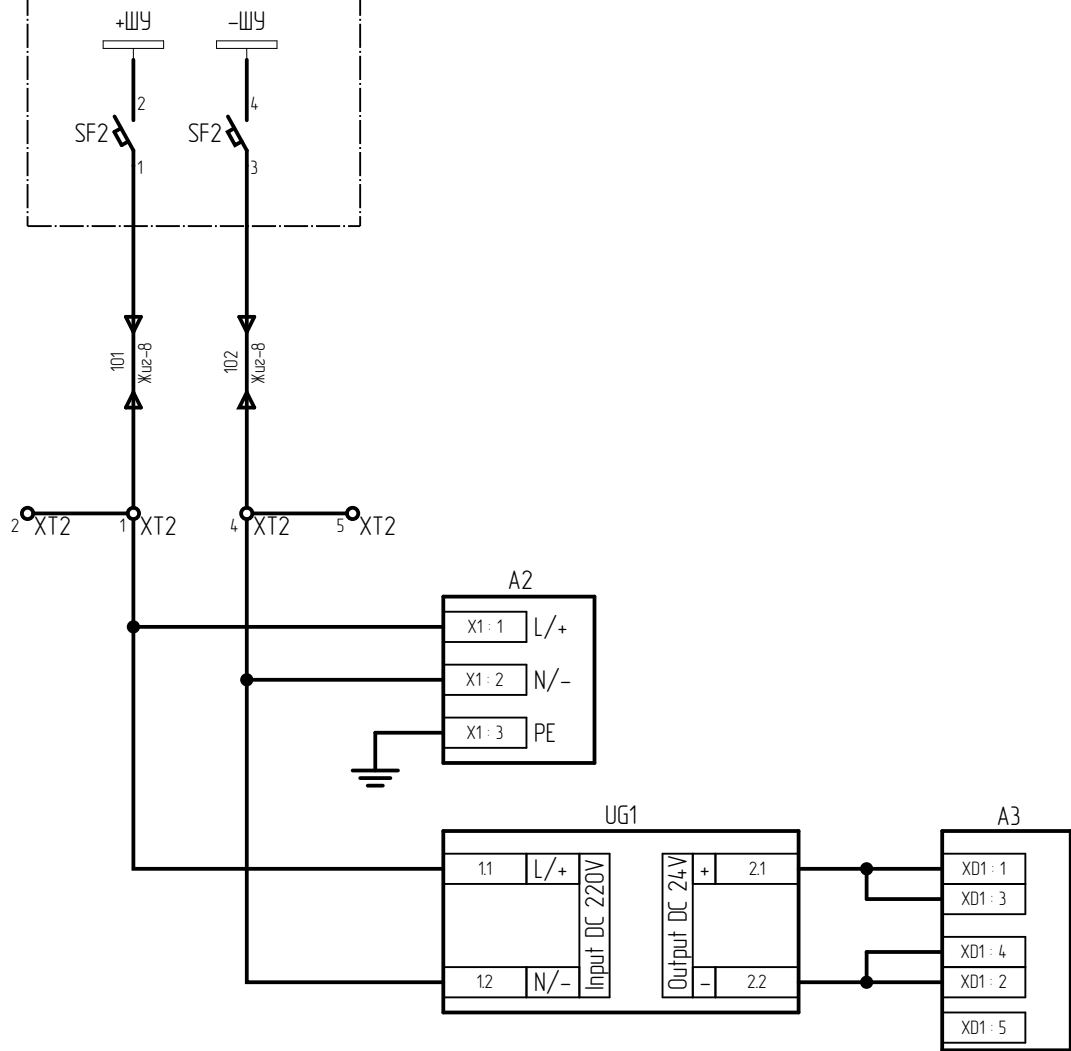 +ШУ
-ШУ
2
4
SF2
SF2
1
3
101
Жил-8
102
Жил-8
2
XT2
1
XT2
4
XT2
5
XT2
A2
X1 : 1
L/+
X1 : 2
N/-
X1 : 3
PE
UG1
A3
1.1
L/+
Input DC 220V
Output DC 24V
+
2.1
XD1 : 1
XD1 : 3
XD1 : 4
1.2
N/-
-
2.2
XD1 : 2
XD1 : 5